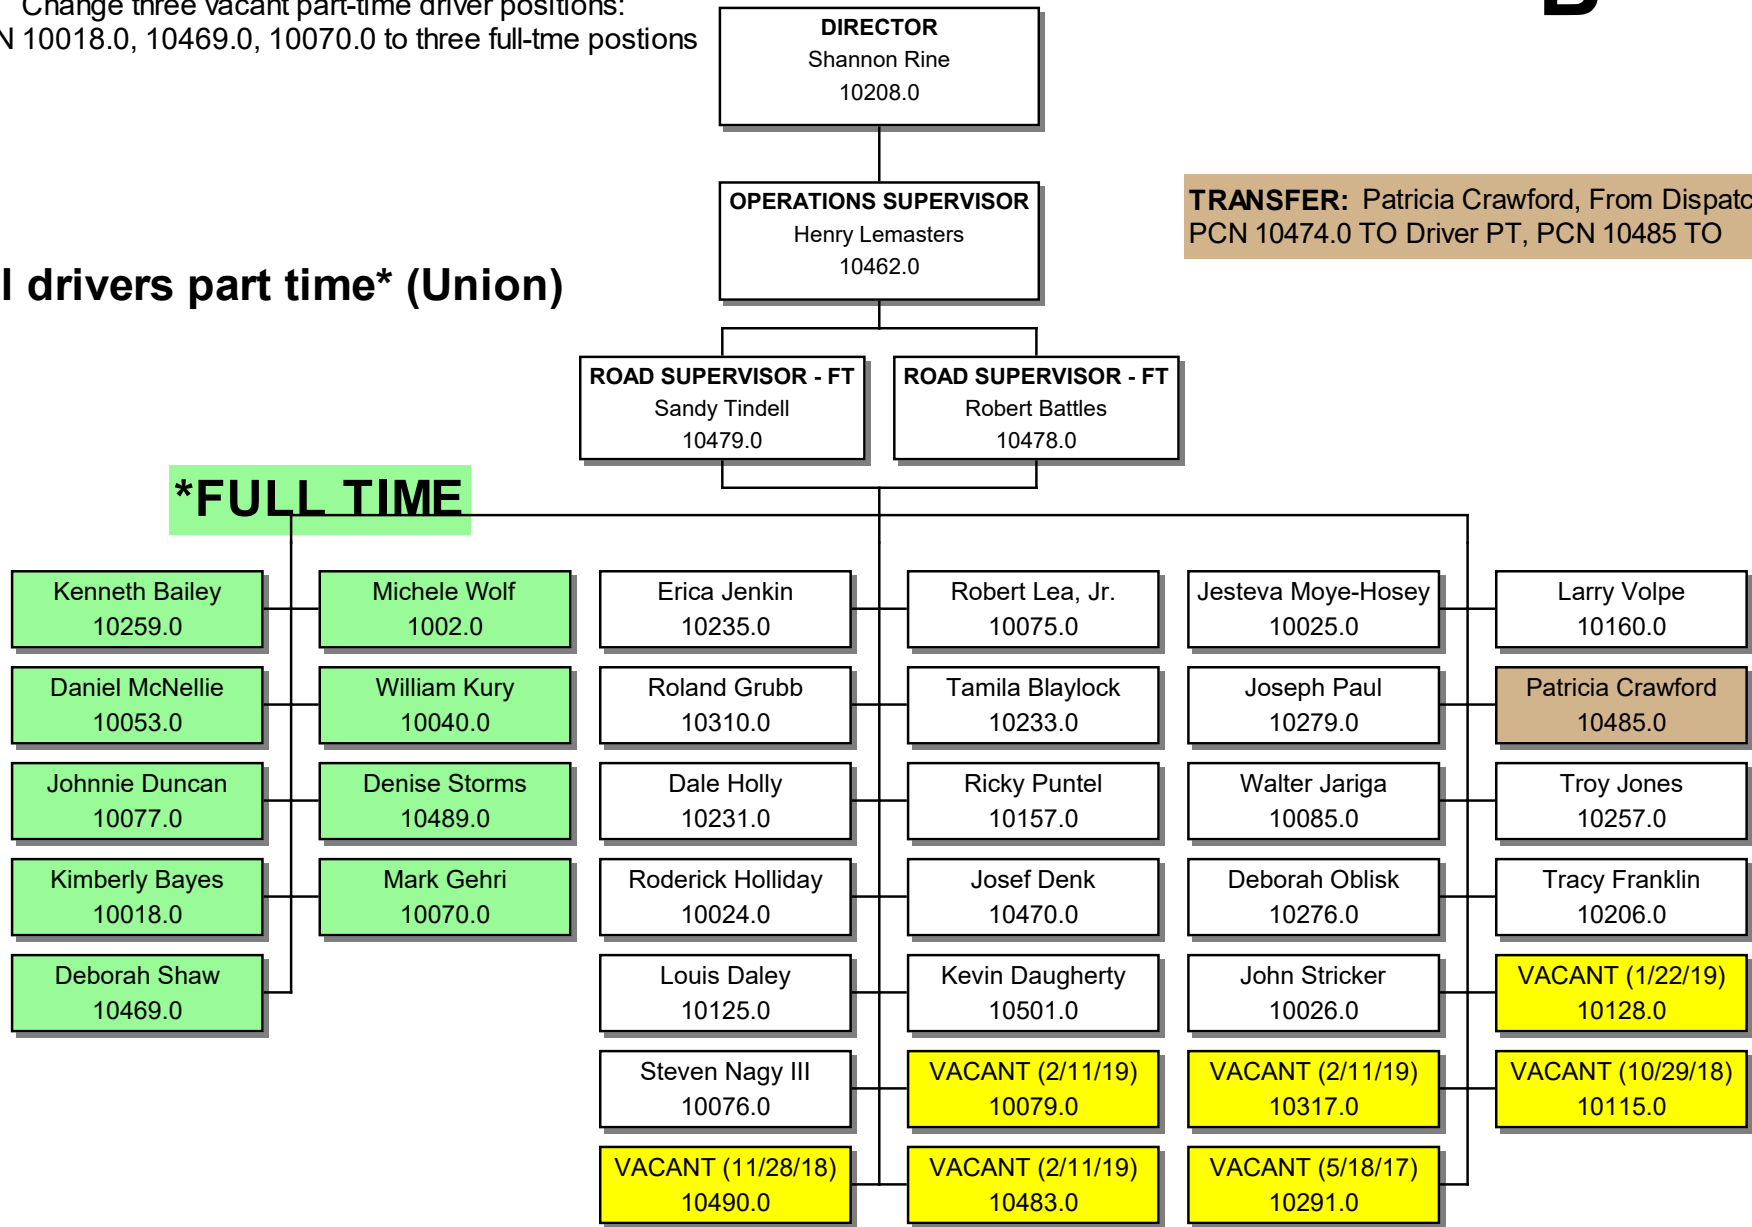 Change three vacant part-time driver positions:
N 10018.0, 10469.0, 10070.0 to three full-tme postions
DIRECTOR
Shannon Rine
10208.0
OPERATIONS SUPERVISOR
Henry Lemasters
10462.0
TRANSFER: Patricia Crawford, From Dispatc
PCN 10474.0 TO Driver PT, PCN 10485 TO
l drivers part time* (Union)
ROAD SUPERVISOR - FT
Sandy Tindell
10479.0
ROAD SUPERVISOR - FT
Robert Battles
10478.0
*FULL TIME
Kenneth Bailey
10259.0
Michele Wolf
1002.0
Erica Jenkin
10235.0
Robert Lea, Jr.
10075.0
Jesteva Moye-Hosey
10025.0
Larry Volpe
10160.0
Daniel McNellie
10053.0
William Kury
10040.0
Roland Grubb
10310.0
Tamila Blaylock
10233.0
Joseph Paul
10279.0
Patricia Crawford
10485.0
Johnnie Duncan
10077.0
Denise Storms
10489.0
Dale Holly
10231.0
Ricky Puntel
10157.0
Walter Jariga
10085.0
Troy Jones
10257.0
Kimberly Bayes
10018.0
Mark Gehri
10070.0
Roderick Holliday
10024.0
Josef Denk
10470.0
Deborah Oblisk
10276.0
Tracy Franklin
10206.0
Deborah Shaw
10469.0
Louis Daley
10125.0
Kevin Daugherty
10501.0
John Stricker
10026.0
VACANT (1/22/19)
10128.0
Steven Nagy III
10076.0
VACANT (2/11/19)
10079.0
VACANT (2/11/19)
10317.0
VACANT (10/29/18)
10115.0
VACANT (11/28/18)
10490.0
VACANT (2/11/19)
10483.0
VACANT (5/18/17)
10291.0